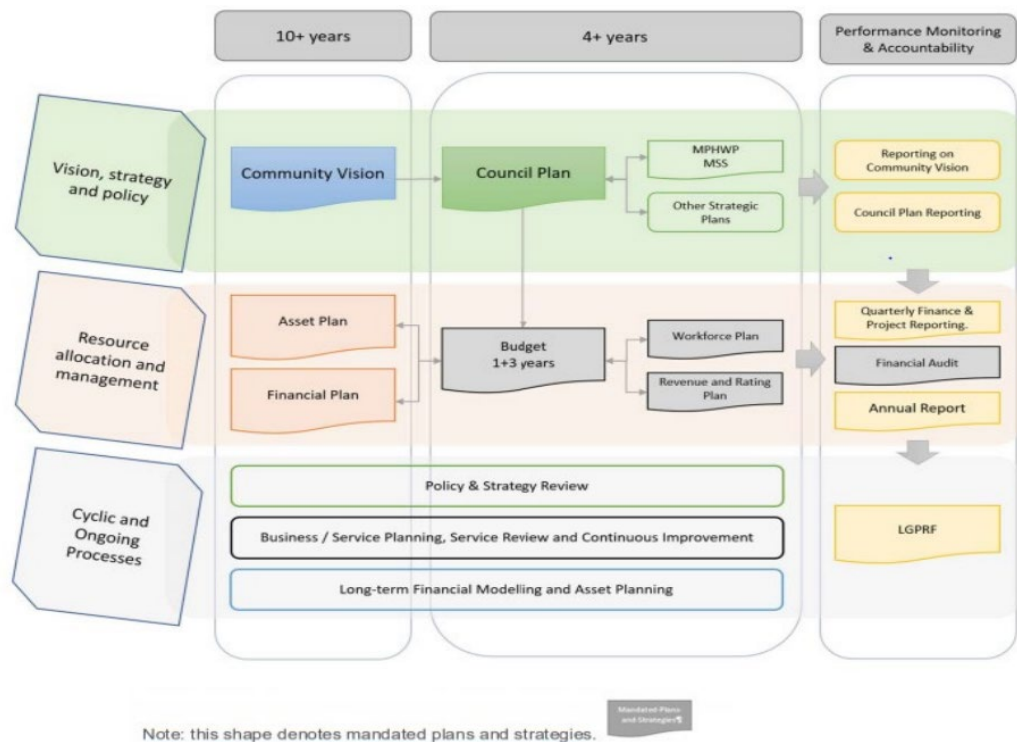 10+ years
4+ years
Performance Monitoring
& Accountability
Vision, strategy
and policy
Community Vision
Council Plan
MPHWP
MSS
Other Strategic
Plans
Reporting on
Community Vision
Council Plan Reporting
Resource
allocation and
management
Asset Plan
Financial Plan
Budget
1+3 years
Workforce Plan
Revenue and Rating
Plan
Quarterly Finance &
Project Reporting.
Financial Audit
Annual Report
Cyclic and
Ongoing
Processes
Policy & Strategy Review
Business / Service Planning, Service Review and Continuous Improvement
Long-term Financial Modelling and Asset Planning
LGPRF
Note: this shape denotes mandated plans and strategies.
Mandated Plans
and Strategies¶